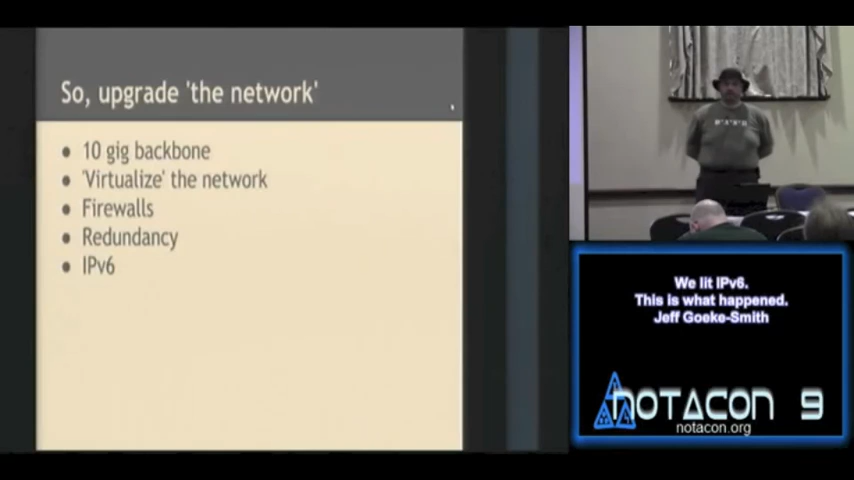 So, upgrade 'the network'
10 gig backbone
'Virtualize' the network
Firewalls
Redundancy
IPv6
We lit IPv6.
This is what happened.
Jeff Goeke-Smith
NOTACON 9
notacon.org